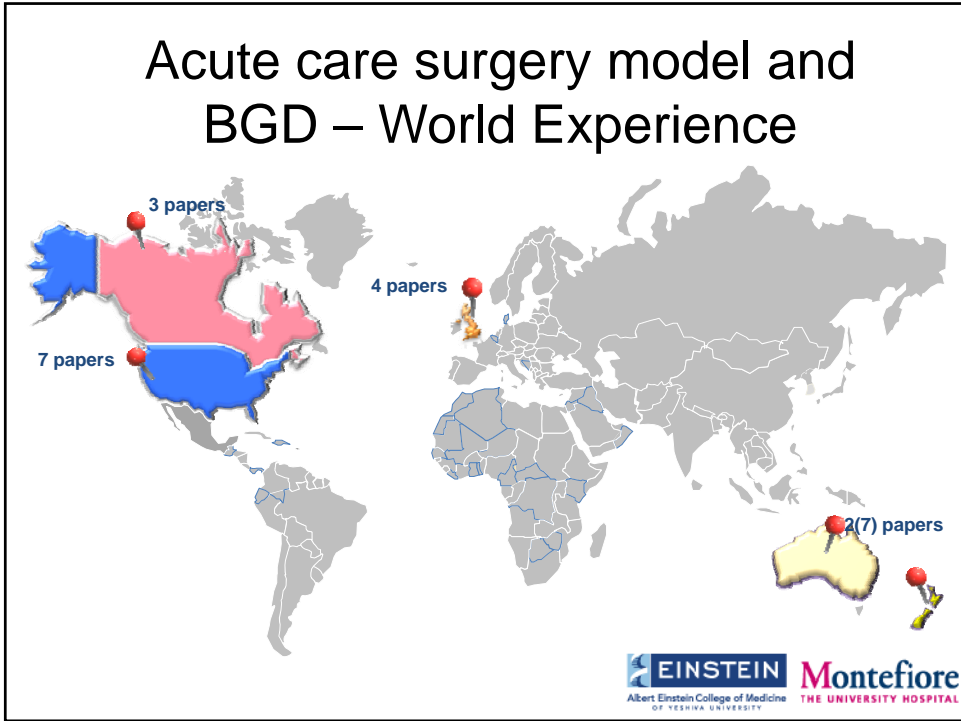 Acute care surgery model and
BGD – World Experience
3 papers
4 papers
7 papers
2(7) papers
EINSTEIN
Albert Einstein College of Medicine
OF YESHIVA UNIVERSITY
Montefiore
THE UNIVERSITY HOSPITAL